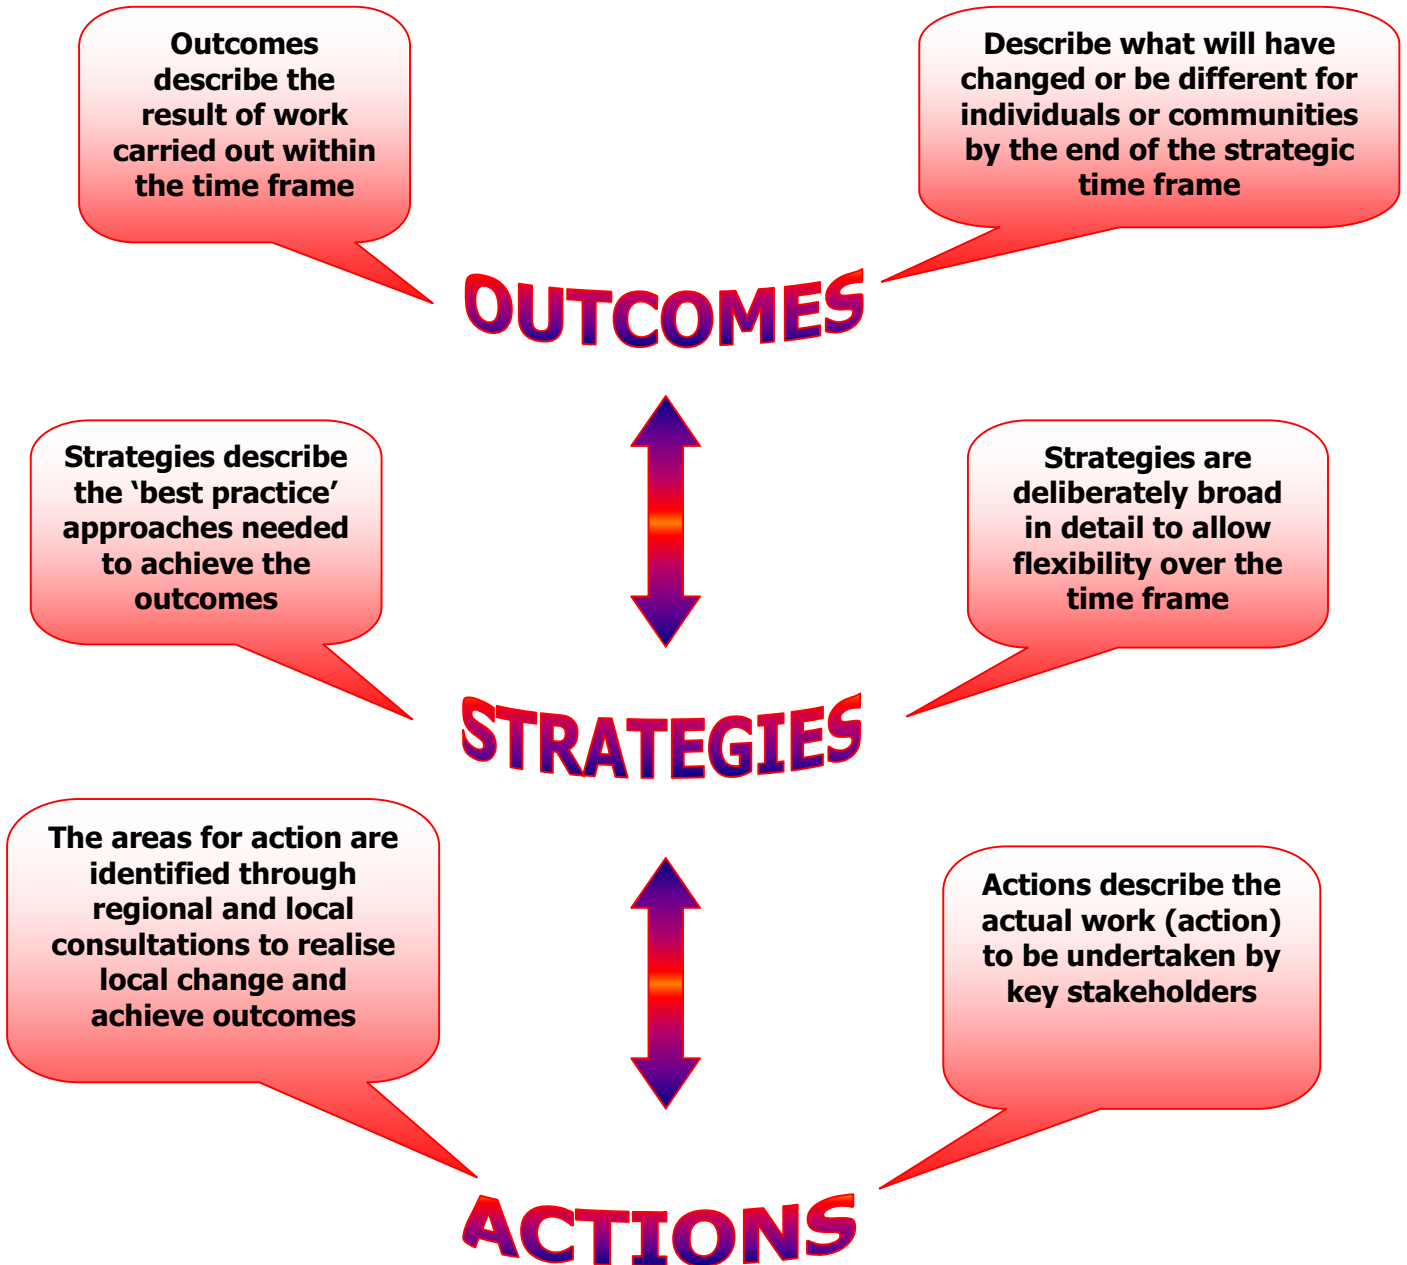 Outcomes
describe the
result of work
carried out within
the time frame
Describe what will have
changed or be different for
individuals or communities
by the end of the strategic
time frame
OUTCOMES
Strategies describe
the ‘best practice’
approaches needed
to achieve the
outcomes
Strategies are
deliberately broad
in detail to allow
flexibility over the
time frame
STRATEGIES
The areas for action are
identified through
regional and local
consultations to realise
local change and
achieve outcomes
Actions describe the
actual work (action)
to be undertaken by
key stakeholders
ACTIONS